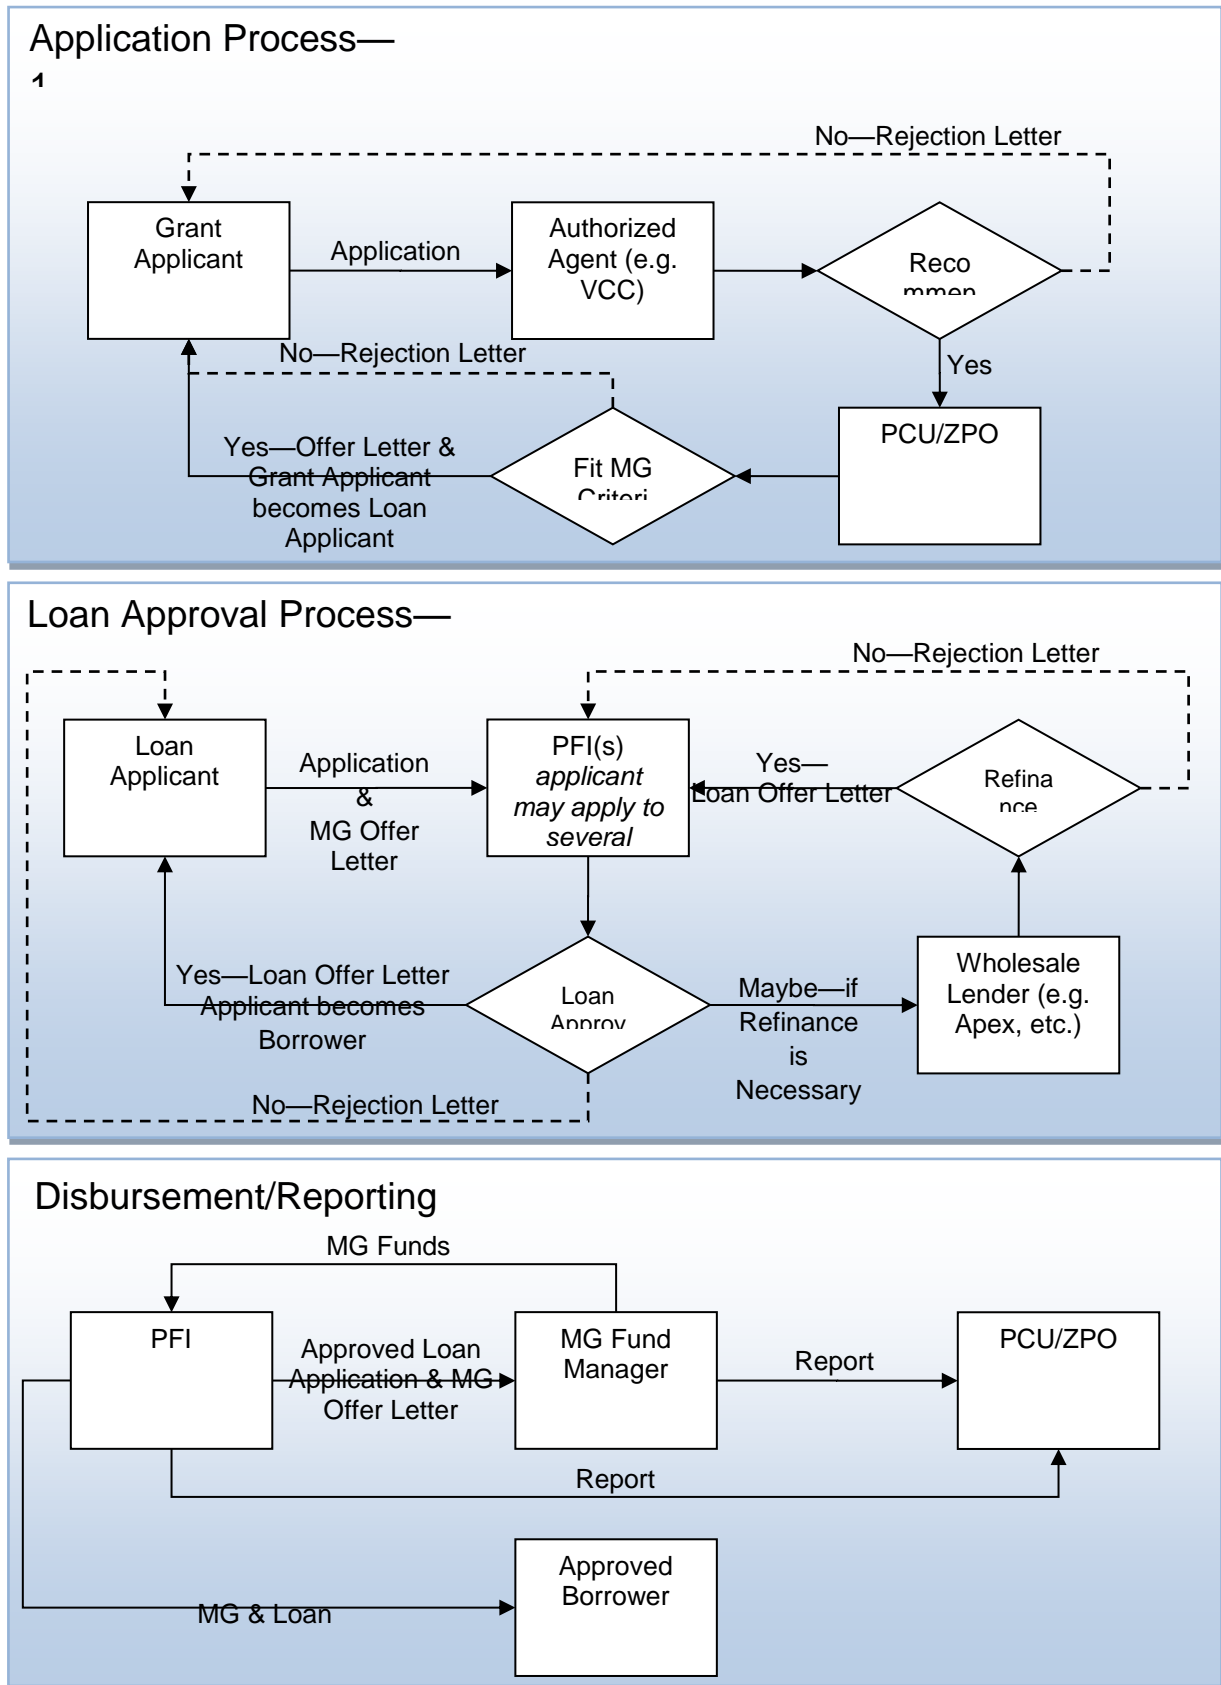 Application Process—
No—Rejection Letter
Grant
Applicant
Application
Authorized
Agent (e.g.
VCC)
Reco
mmen
No—Rejection Letter
Yes
PCU/ZPO
Yes—Offer Letter &
Grant Applicant
becomes Loan
Applicant
Fit MG
Criteri
Loan Approval Process—
No—Rejection Letter
Loan
Applicant
Application
&
MG Offer
Letter
PFI(s)
applicant
may apply to
several
Yes—
Loan Offer Letter
Refina
nce
Yes—Loan Offer Letter
Applicant becomes
Borrower
Loan
Approv
Maybe—if
Refinance
is
Necessary
Wholesale
Lender (e.g.
Apex, etc.)
No—Rejection Letter
Disbursement/Reporting
MG Funds
PFI
Approved Loan
Application & MG
Offer Letter
MG Fund
Manager
Report
PCU/ZPO
Report
Approved
Borrower
MG & Loan